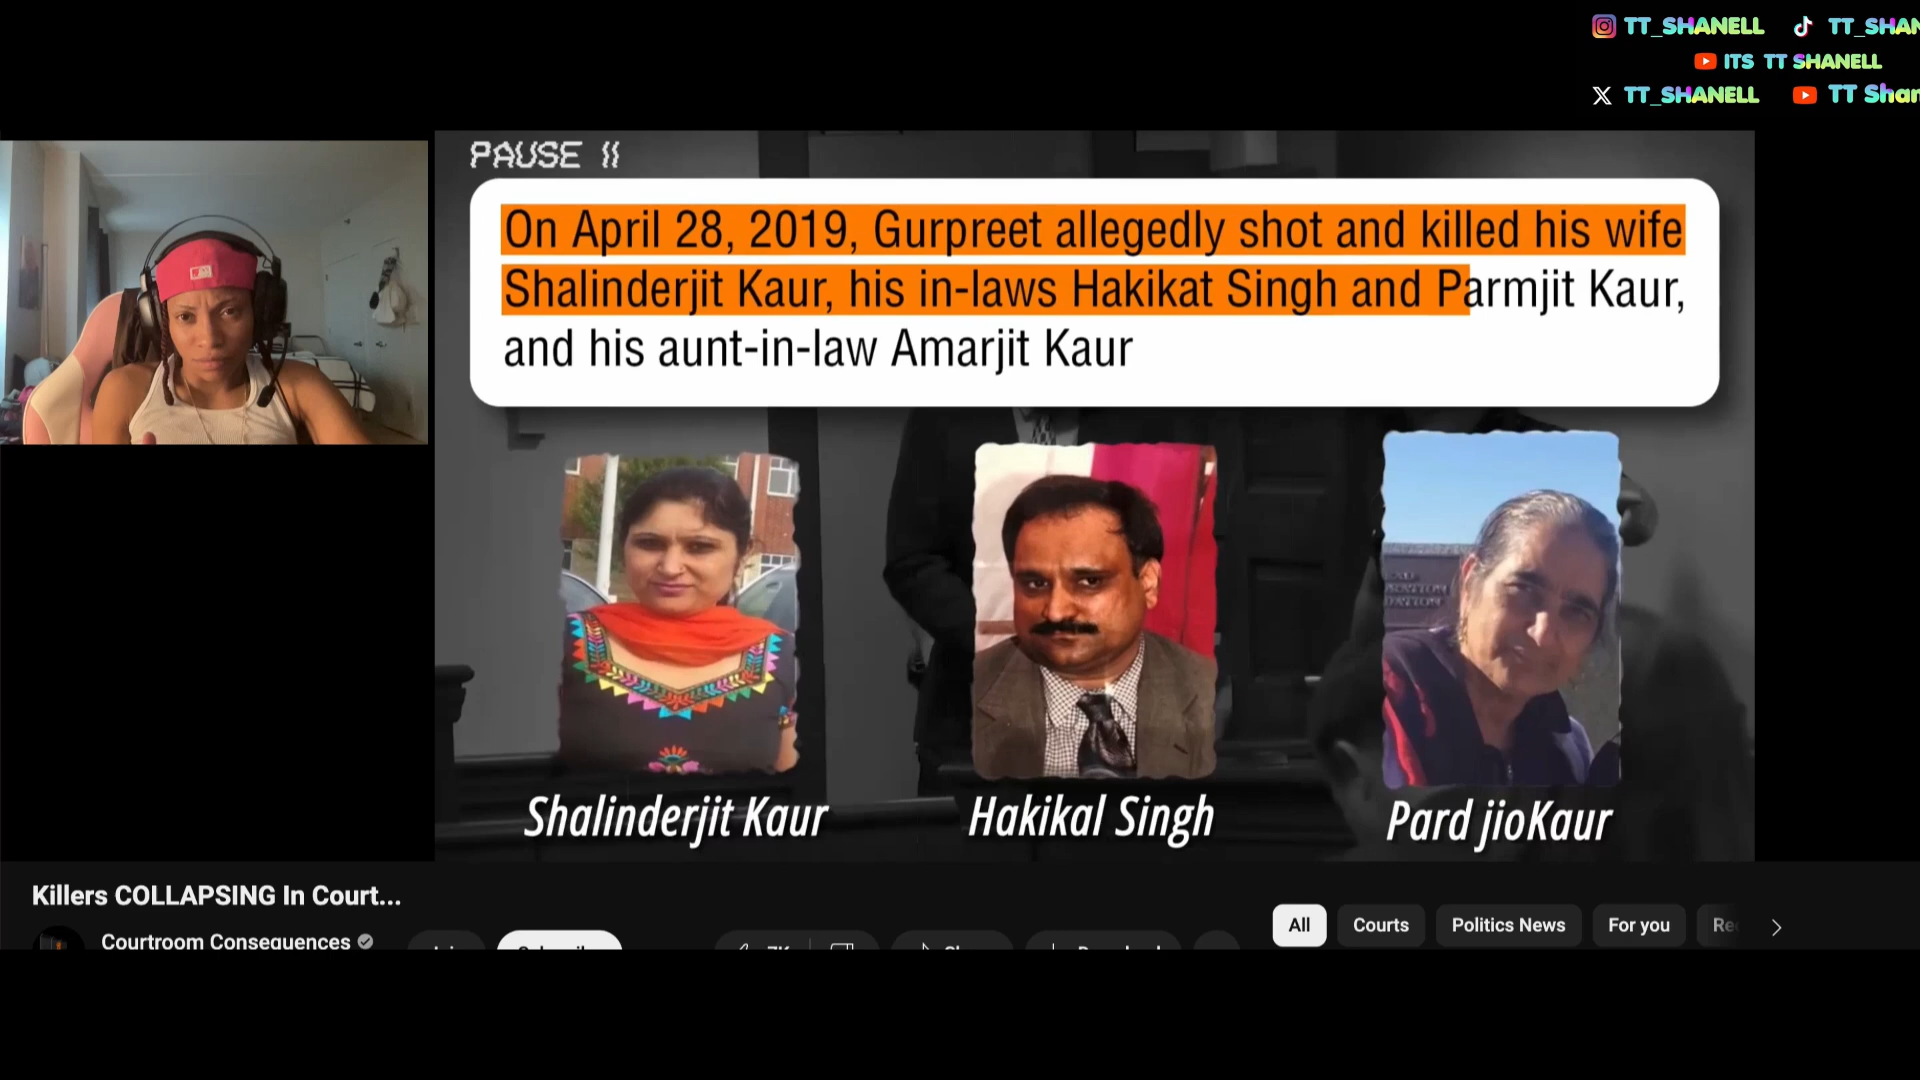 TT_SHANELL TT_SHAN
ITS TT SHANELL
TT_SHANELL TT Shan
PAUSE
On April 28, 2019, Gurpreet allegedly shot and killed his wife
Shalinderjit Kaur, his in-laws Hakikat Singh and Parmjit Kaur,
and his aunt-in-law Amarjit Kaur
Shalinderjit Kaur
Hakikal Singh
Pard jioKaur
Killers COLLAPSING In Court...
All Courts Politics News For you Re
Courtroom Consequences
7K